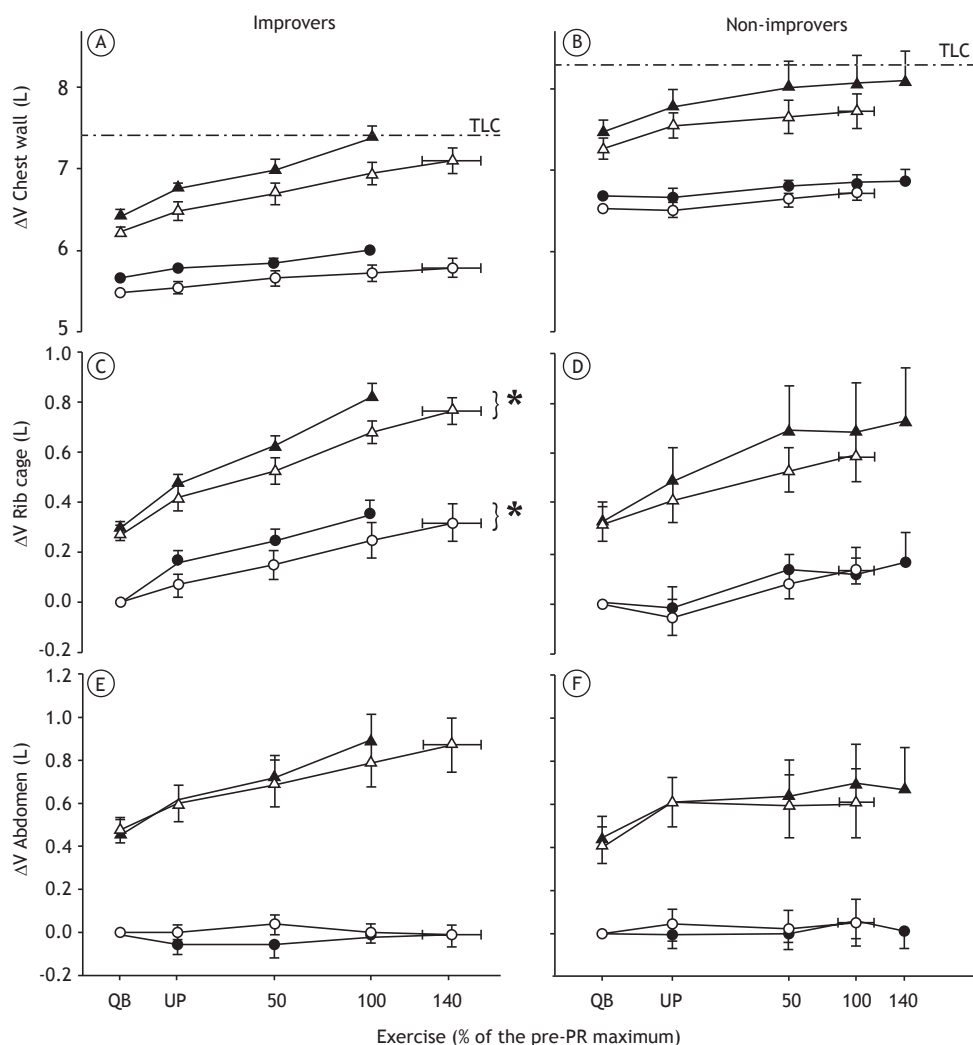 Improvers
Non-improvers
A
B
TLC
TLC
ΔV Chest wall (L)
8
7
6
5
C
D
ΔV Rib cage (L)
1.0
0.8
0.6
0.4
0.2
0.0
-0.2
} *
} *
E
F
ΔV Abdomen (L)
1.2
1.0
0.8
0.6
0.4
0.2
0.0
-0.2
QB UP 50 100 140
QB UP 50 100 140
Exercise (% of the pre-PR maximum)